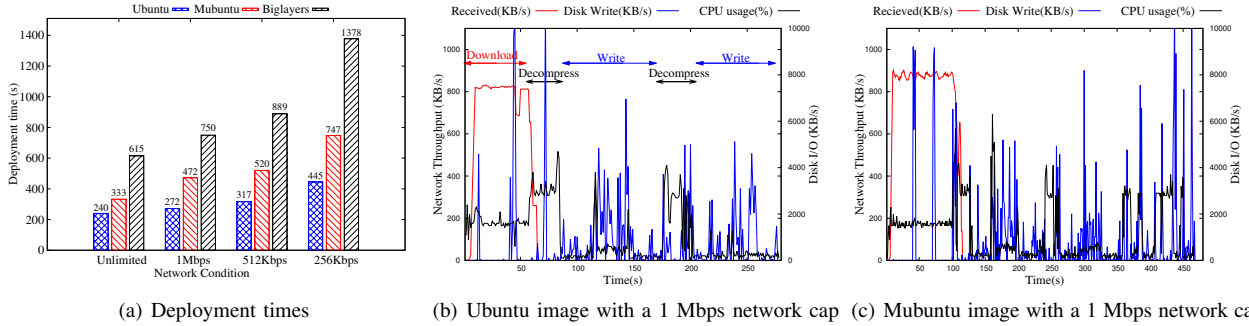 Ubuntu Mubuntu Biglayers
Deployment time (s)
1400
1200
1000
800
600
400
200
0
240
333
615
272
472
750
317
520
889
445
747
1378
Unlimited 1Mbps 512Kbps 256Kbps
Network Condition
(a) Deployment times
Received(KB/s) Disk Write(KB/s) CPU usage(%)
Network Throughput (KB/s)
1000
800
600
400
200
0
Download
Decompress
Write
Decompress
Write
10000
8000
6000
4000
2000
0
Disk I/O (KB/s)
50 100 150 200 250
Time(s)
(b) Ubuntu image with a 1 Mbps network cap
Recieved(KB/s) Disk Write(KB/s) CPU usage(%)
Network Throughput (KB/s)
1000
800
600
400
200
0
10000
8000
6000
4000
2000
0
Disk I/O (KB/s)
50 100 150 200 250 300 350 400 450
Time(s)
(c) Mubuntu image with a 1 Mbps network ca